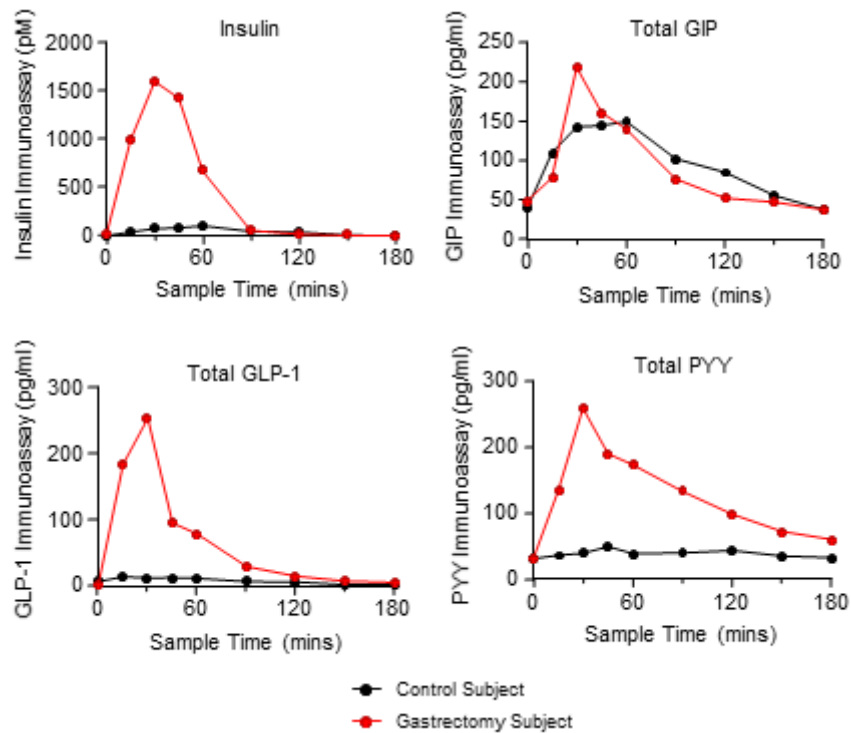 Insulin
Insulin Immunoassay (pM)
2000
1500
1000
500
0
0 60 120 180
Sample Time (mins)
Total GIP
GIP Immunoassay (pg/ml)
250
200
150
100
50
0
0 60 120 180
Sample Time (mins)
Total GLP-1
GLP-1 Immunoassay (pg/ml)
300
200
100
0
0 60 120 180
Sample Time (mins)
Total PYY
PYY Immunoassay (pg/ml)
300
200
100
0
0 60 120 180
Sample Time (mins)
Control Subject
Gastrectomy Subject